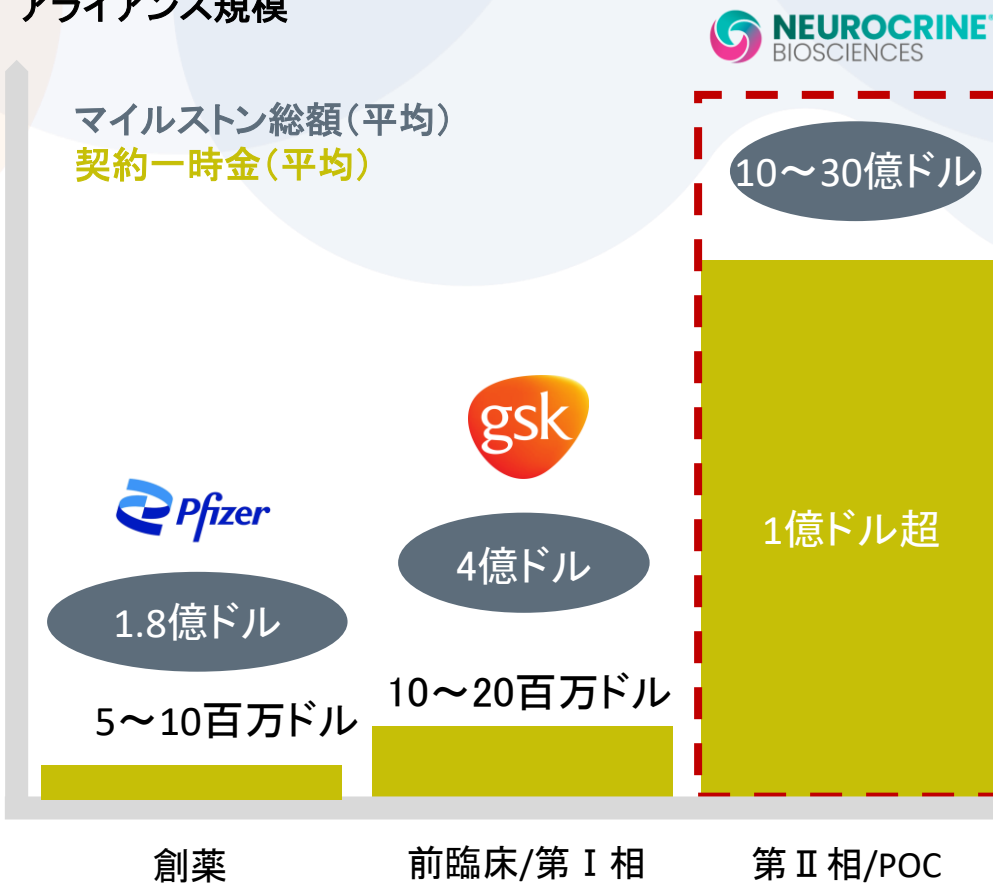 アライアンス規模
NEUROCRINE
BIOSCIENCES
マイルストン総額（平均）
契約一時金（平均）
10～30億ドル
gsk
1億ドル超
Pfizer
4億ドル
1.8億ドル
10～20百万ドル
5～10百万ドル
創薬
前臨床/第Ⅰ相
第Ⅱ相/POC